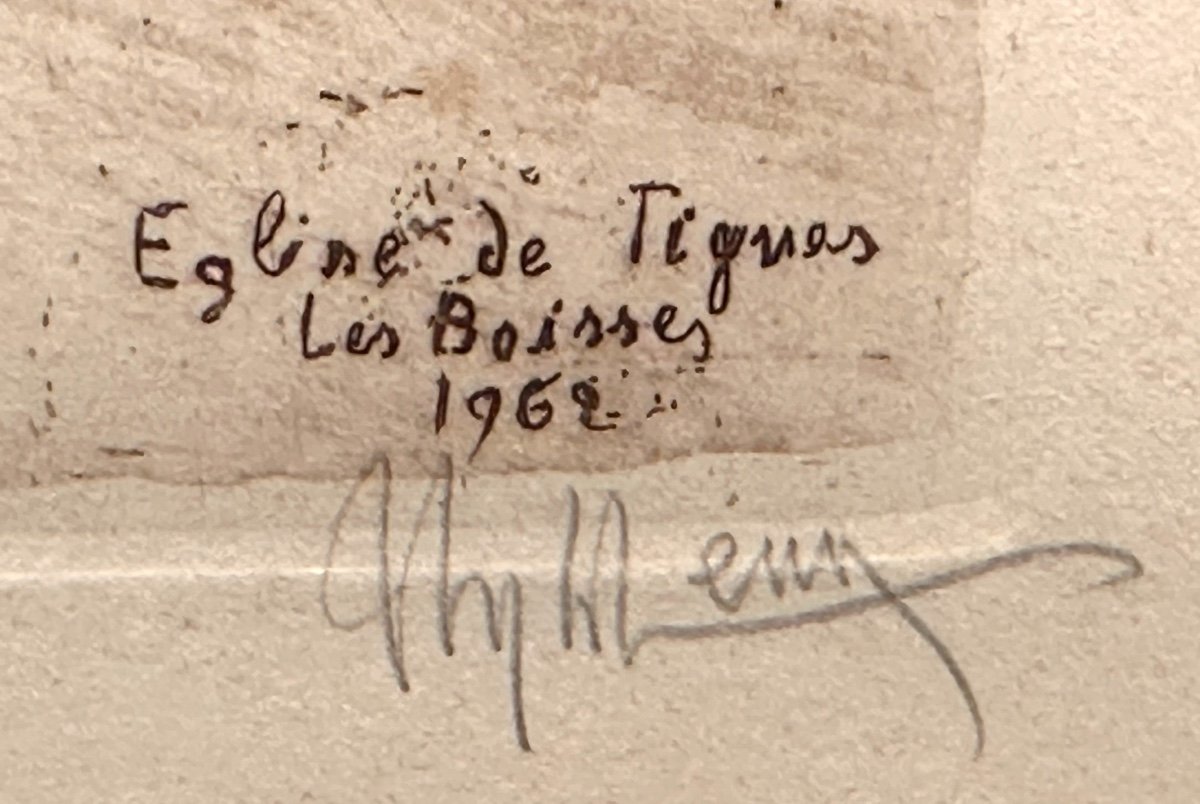 Eglise de Tignes
Les Boisses
1962